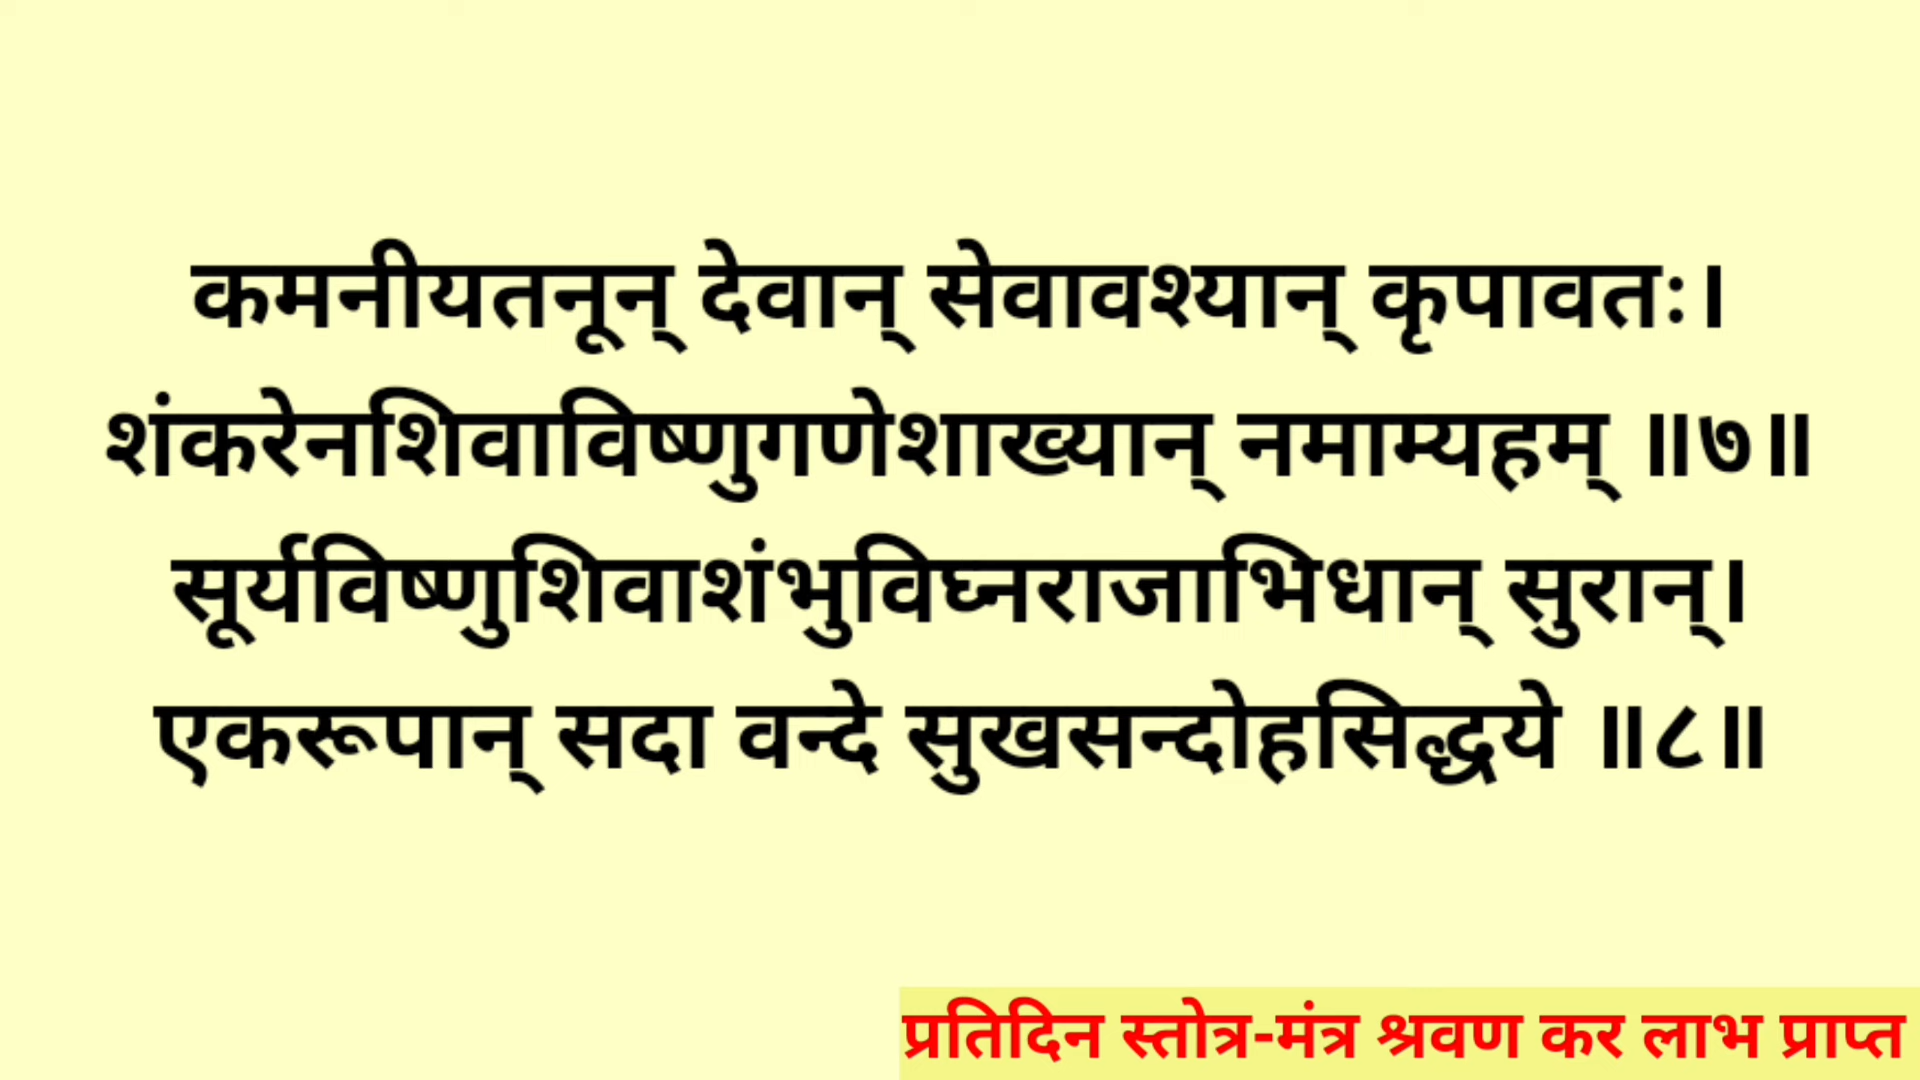 कमनीयतनून् देवान् सेवावश्यान् कृपावतः।
शंकरेनशिवाविष्णुगणेशाख्यान् नमाम्यहम् ॥७॥
सूर्यविष्णुशिवाशंभुविघ्नराजाभिधान् सुरान्।
एकरूपान् सदा वन्दे सुखसन्दोहसिद्धये ॥८॥
प्रतिदिन स्तोत्र-मंत्र श्रवण कर लाभ प्राप्त